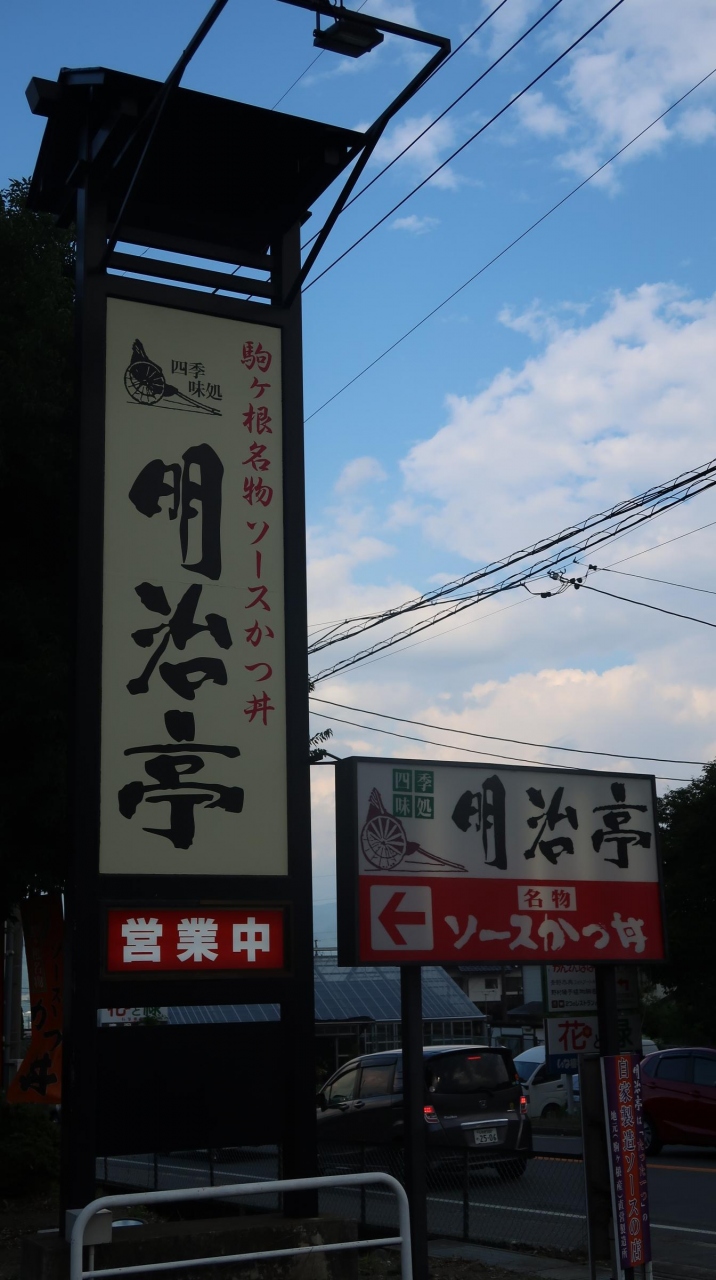 四季
味処
駒ヶ根名物ソースかつ丼
明治亭
営業中
四季
味処
明治亭
名物
ソースかつ丼
花
自家製造ソースの店
75-04